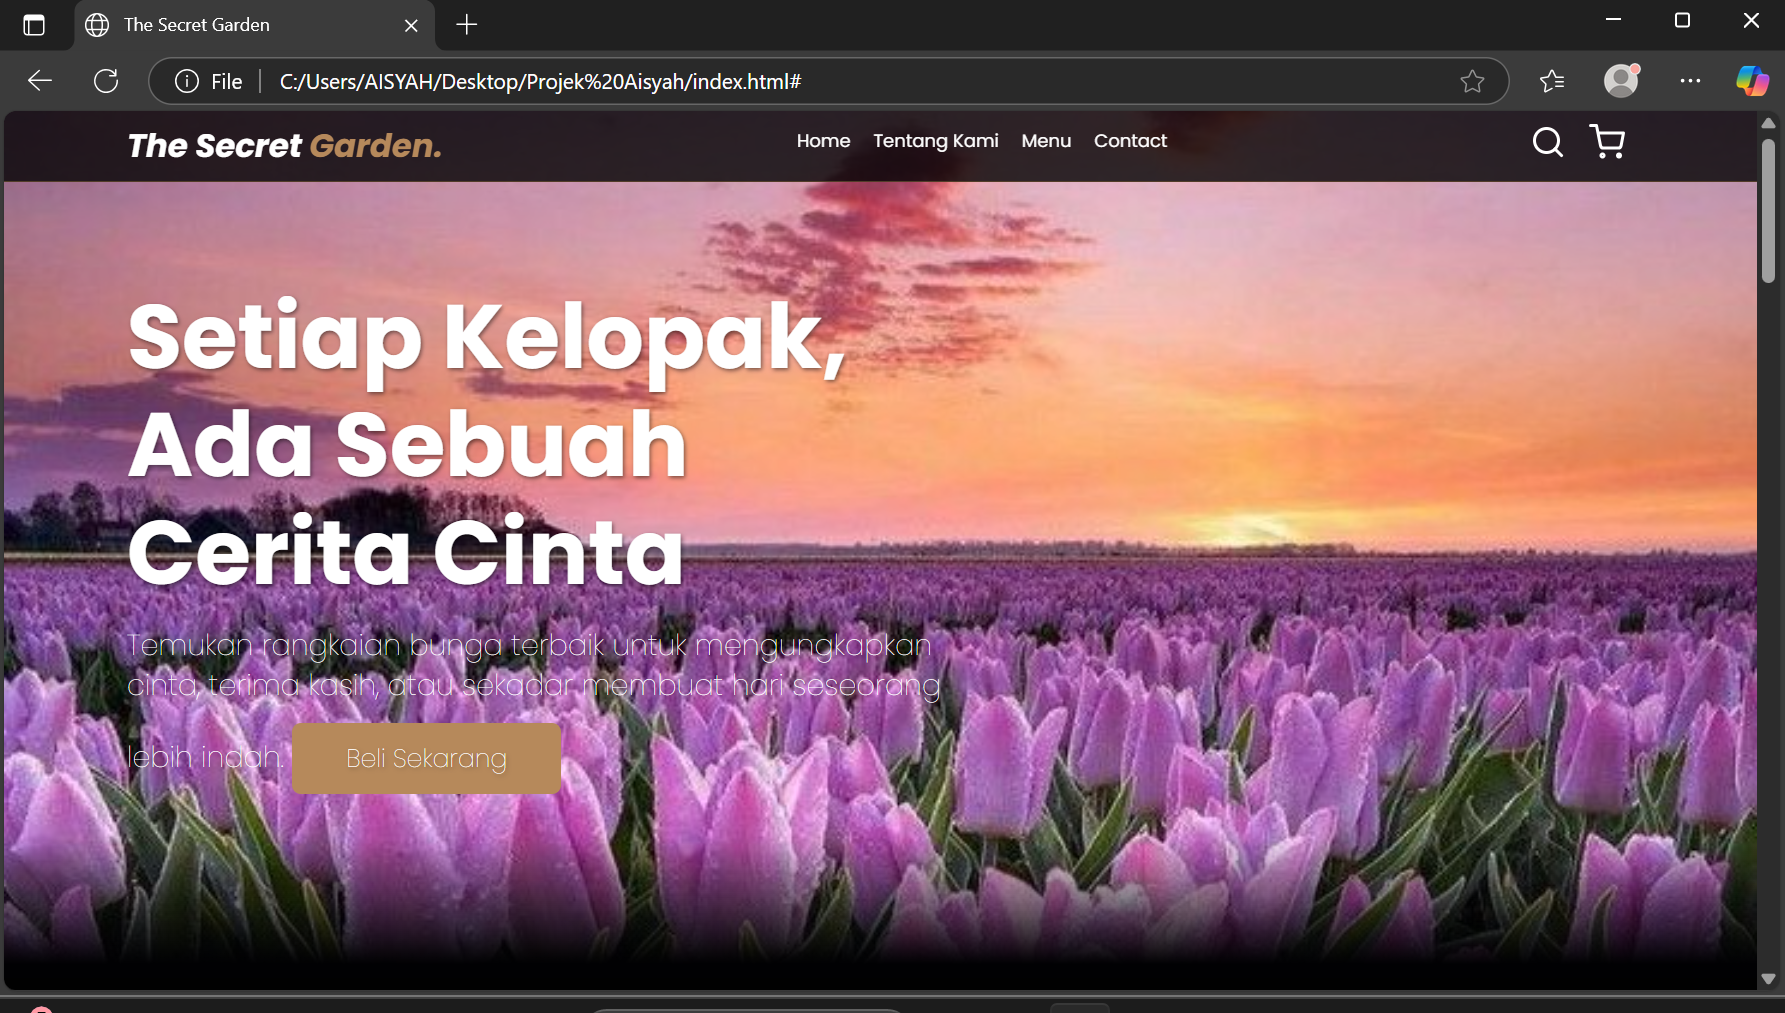 The Secret Garden
File
C:/Users/AISYAH/Desktop/Projek%20Aisyah/index.html#
The Secret Garden.
Home Tentang Kami Menu Contact
Setiap Kelopak,
Ada Sebuah
Cerita Cinta
Temukan rangkaian bunga terbaik untuk mengungkapkan
cinta, terima kasih, atau sekadar membuat hari seseorang
lebih indah.
Beli Sekarang